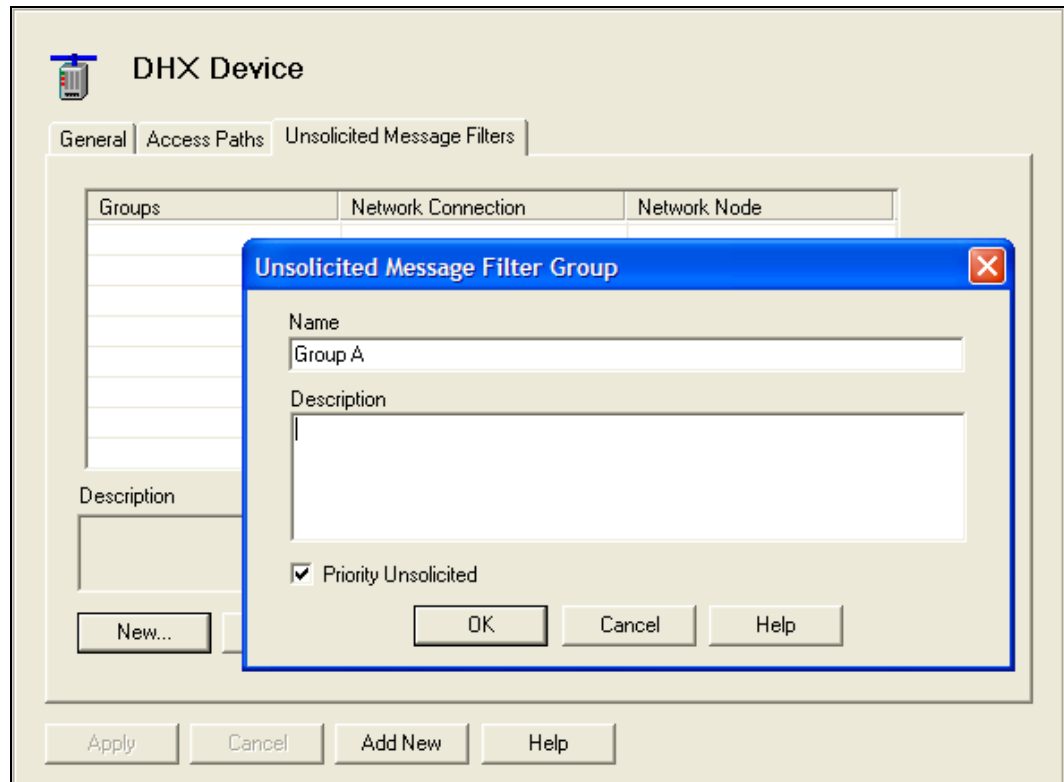 DHX Device
General Access Paths Unsolicited Message Filters
Groups Network Connection Network Node
Unsolicited Message Filter Group
Name
Group A
Description
Priority Unsolicited
OK Cancel Help
Description
New...
Apply Cancel Add New Help